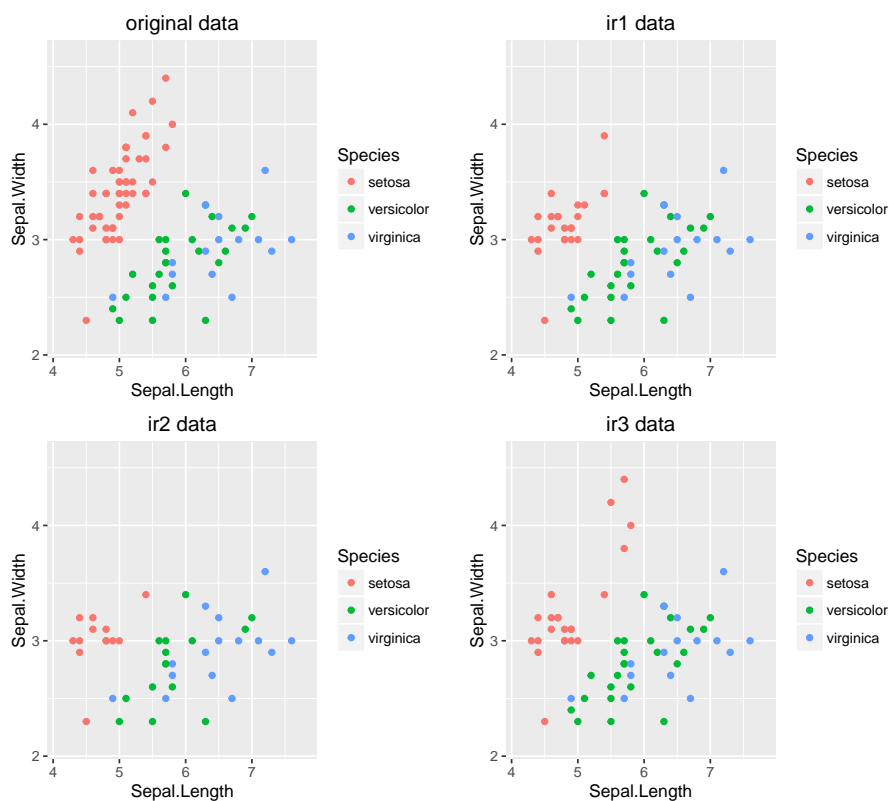 original data
Sepal.Width
4
3
2
4 5 6 7
Sepal.Length
Species
setosa
versicolor
virginica
ir1 data
Sepal.Width
4
3
2
4 5 6 7
Sepal.Length
Species
setosa
versicolor
virginica
ir2 data
Sepal.Width
4
3
2
4 5 6 7
Sepal.Length
Species
setosa
versicolor
virginica
ir3 data
Sepal.Width
4
3
2
4 5 6 7
Sepal.Length
Species
setosa
versicolor
virginica